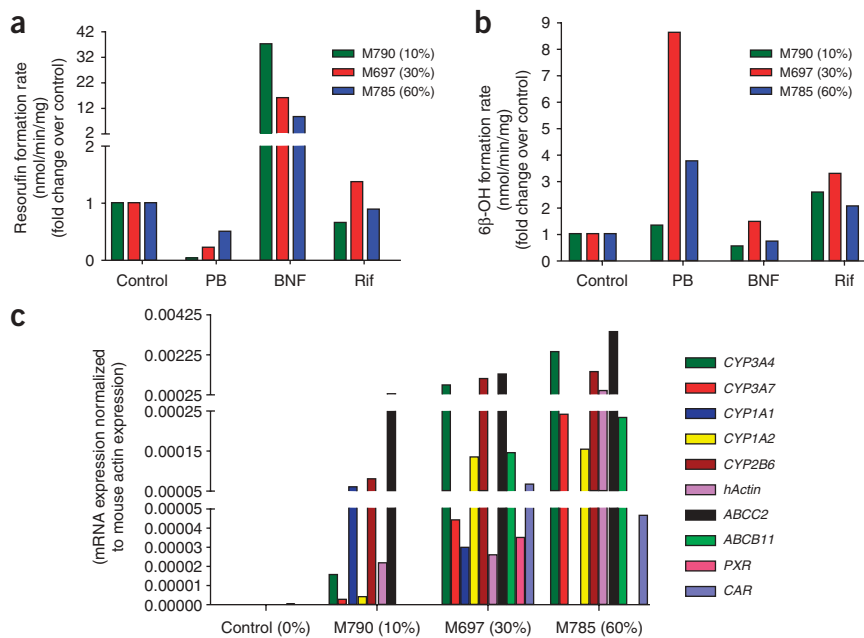 a
Resorufin formation rate
(nmol/min/mg)
(fold change over control)
42
32
22
12
2
2
1
0
Control PB BNF Rif
M790 (10%)
M697 (30%)
M785 (60%)
b
6β-OH formation rate
(nmol/min/mg)
(fold change over control)
9
8
7
6
5
4
3
2
1
0
Control PB BNF Rif
M790 (10%)
M697 (30%)
M785 (60%)
c
(mRNA expression normalized
to mouse actin expression)
0.00425
0.00225
0.00025
0.00025
0.00015
0.00005
0.00005
0.00004
0.00003
0.00002
0.00001
0.00000
Control (0%) M790 (10%) M697 (30%) M785 (60%)
CYP3A4
CYP3A7
CYP1A1
CYP1A2
CYP2B6
hActin
ABCC2
ABCB11
PXR
CAR